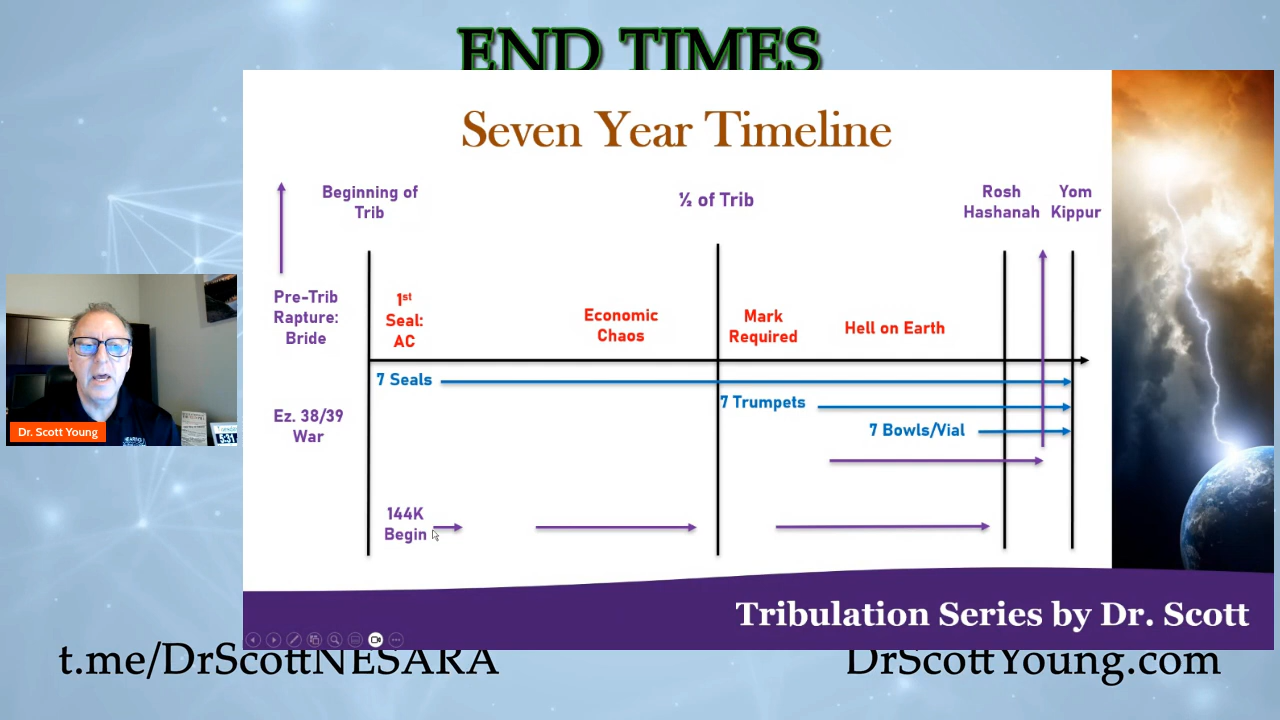 END TIMES
Seven Year Timeline
Beginning of
Trib
½ of Trib
Rosh
Hashanah
Yom
Kippur
Pre-Trib
Rapture:
Bride
1st
Seal:
AC
Economic
Chaos
Mark
Required
Hell on Earth
7 Seals
7 Trumpets
7 Bowls/Vial
Ez. 38/39
War
144K
Begin
Dr. Scott Young
Tribulation Series by Dr. Scott
t.me/DrScottNESARA
DrScottYoung.com